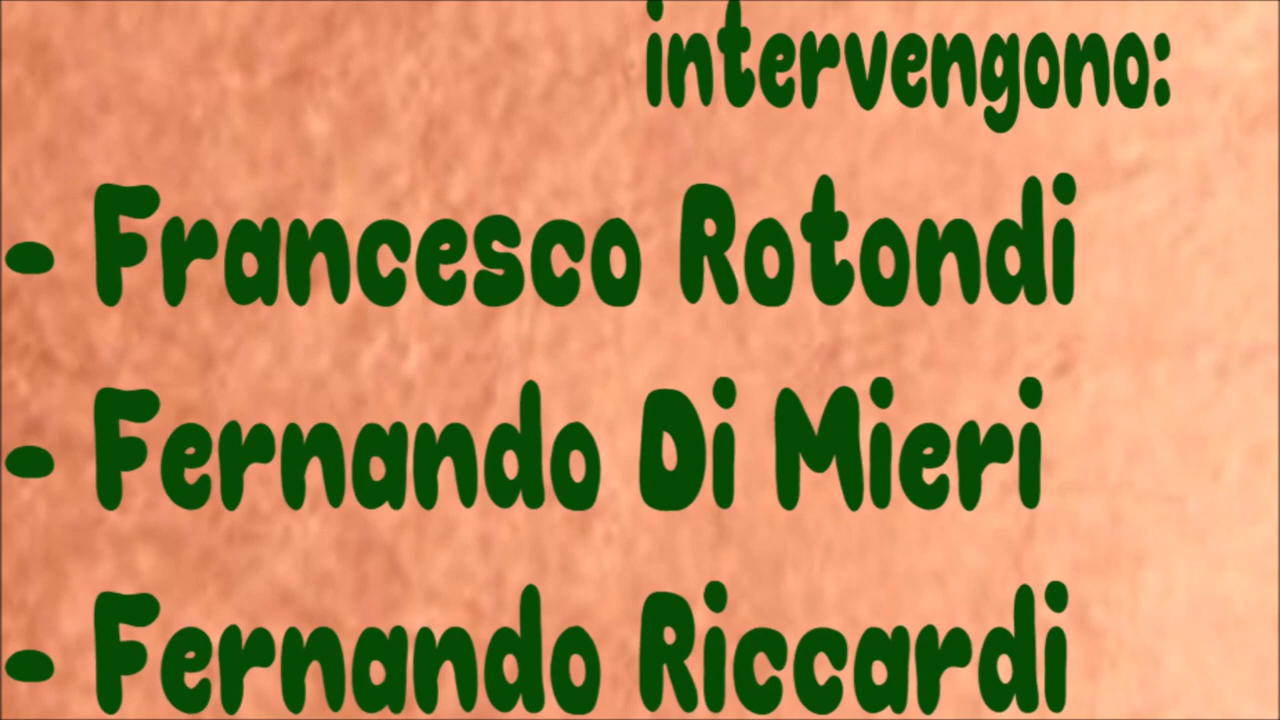 intervengono:
- Francesco Rotondi
- Fernando Di Mieri
- Fernando Riccardi